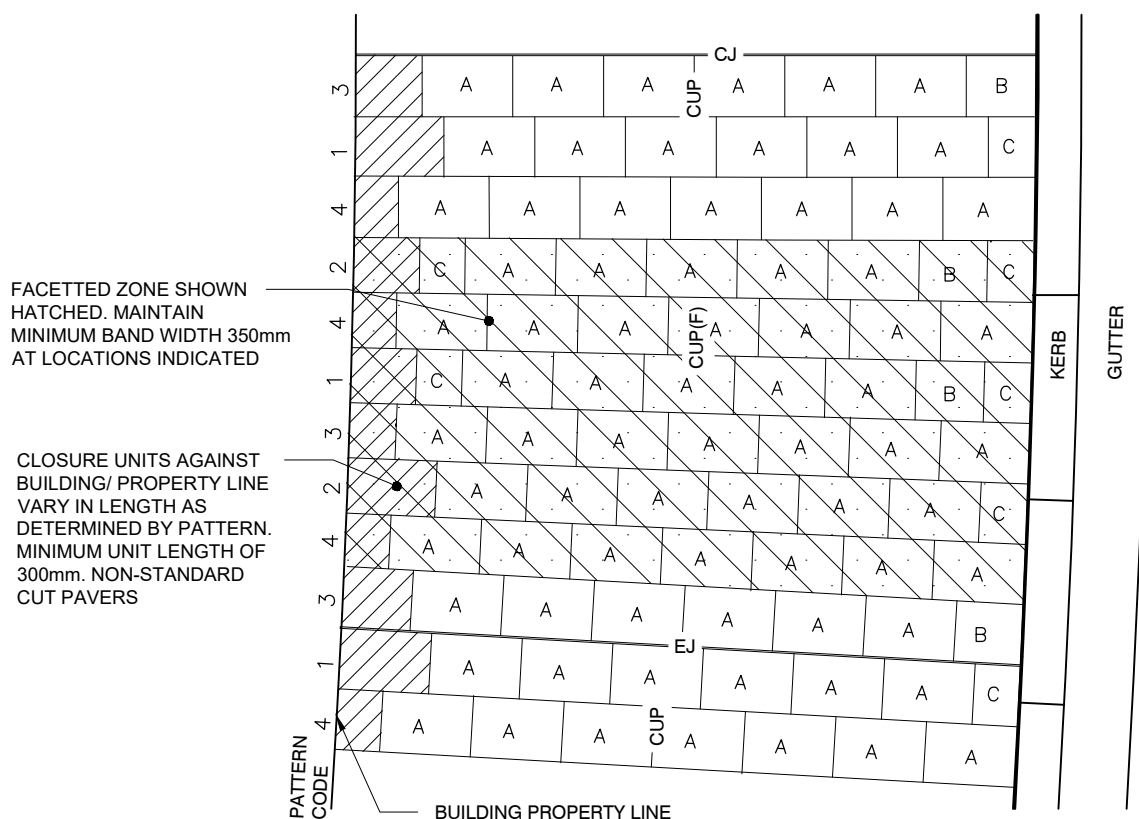 CJ
3 A A A CUP A A A B
1 A A A A A A C
4 A A A A A A A
2 C A A A A A B C
FACETTED ZONE SHOWN
HATCHED. MAINTAIN
MINIMUM BAND WIDTH 350mm
AT LOCATIONS INDICATED
4 A A A CUP(F) A A A A
KERB
GUTTER
1 C A A A A A B C
3 A A A A A A A
CLOSURE UNITS AGAINST
BUILDING/ PROPERTY LINE
VARY IN LENGTH AS
DETERMINED BY PATTERN.
MINIMUM UNIT LENGTH OF
300mm. NON-STANDARD
CUT PAVERS
2 A A A A A A C
4 A A A A A A A
3 A A A A A A B
EJ
1 A A A A A A C
4 A A A CUP A A A A
PATTERN
CODE
BUILDING PROPERTY LINE